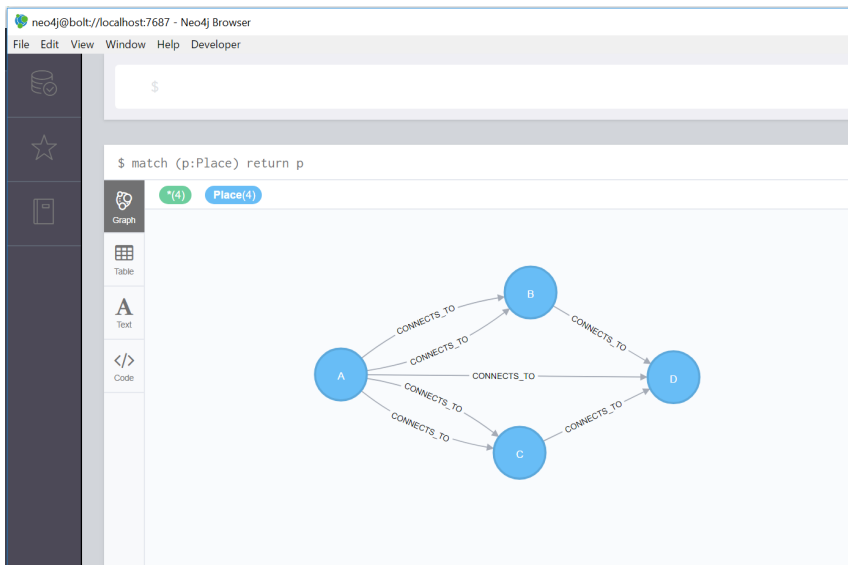 neo4j@bolt://localhost:7687 - Neo4j Browser
File Edit View Window Help Developer
$
$ match (p:Place) return p
*(4) Place(4)
Graph
Table
A
Text
</>
Code
B
CONNECTS_TO
CONNECTS_TO
CONNECTS_TO
A
CONNECTS_TO
D
CONNECTS_TO
CONNECTS_TO
CONNECTS_TO
C